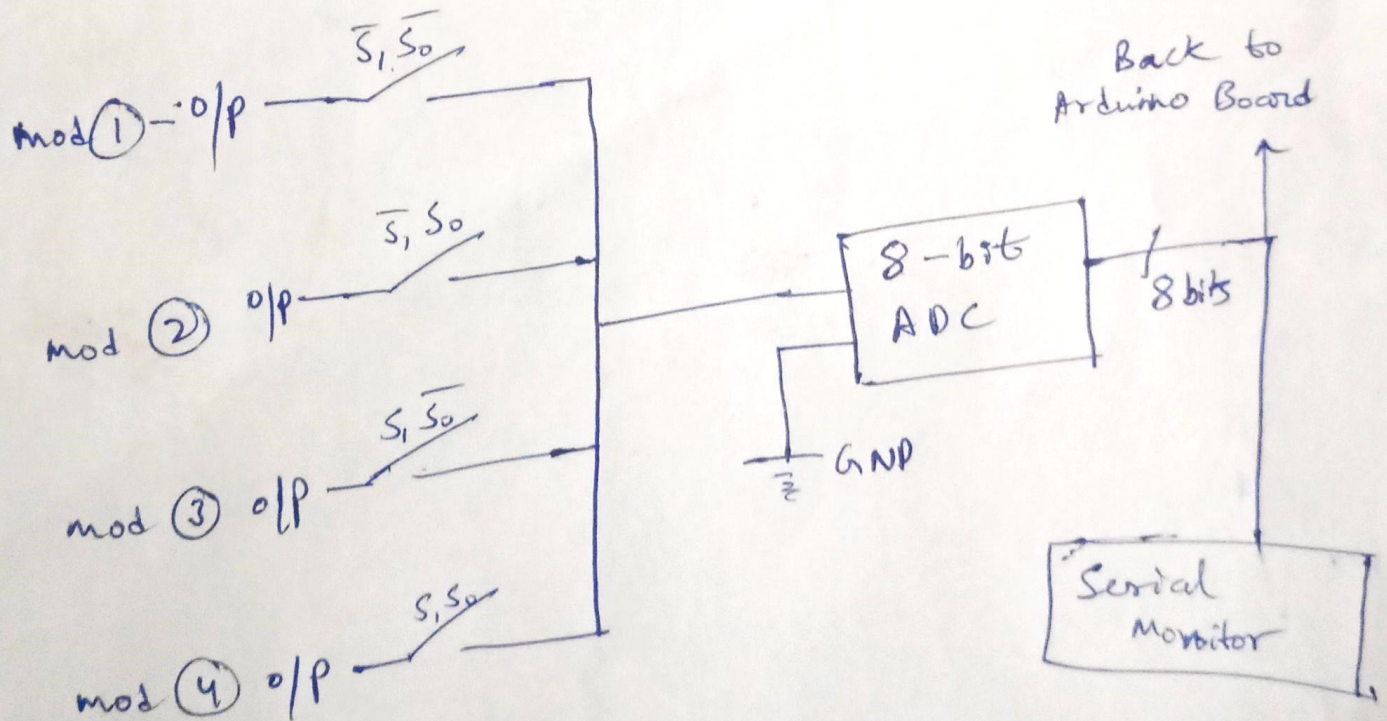 S̅₁ S̅₀
mod ① - O/P
S̅₁ S₀
mod ② O/P
S₁ S̅₀
mod ③ O/P
S₁ S₀
mod ④ O/P
8-bit
ADC
GND
8 bits
Back to
Arduino Board
Serial
Monitor